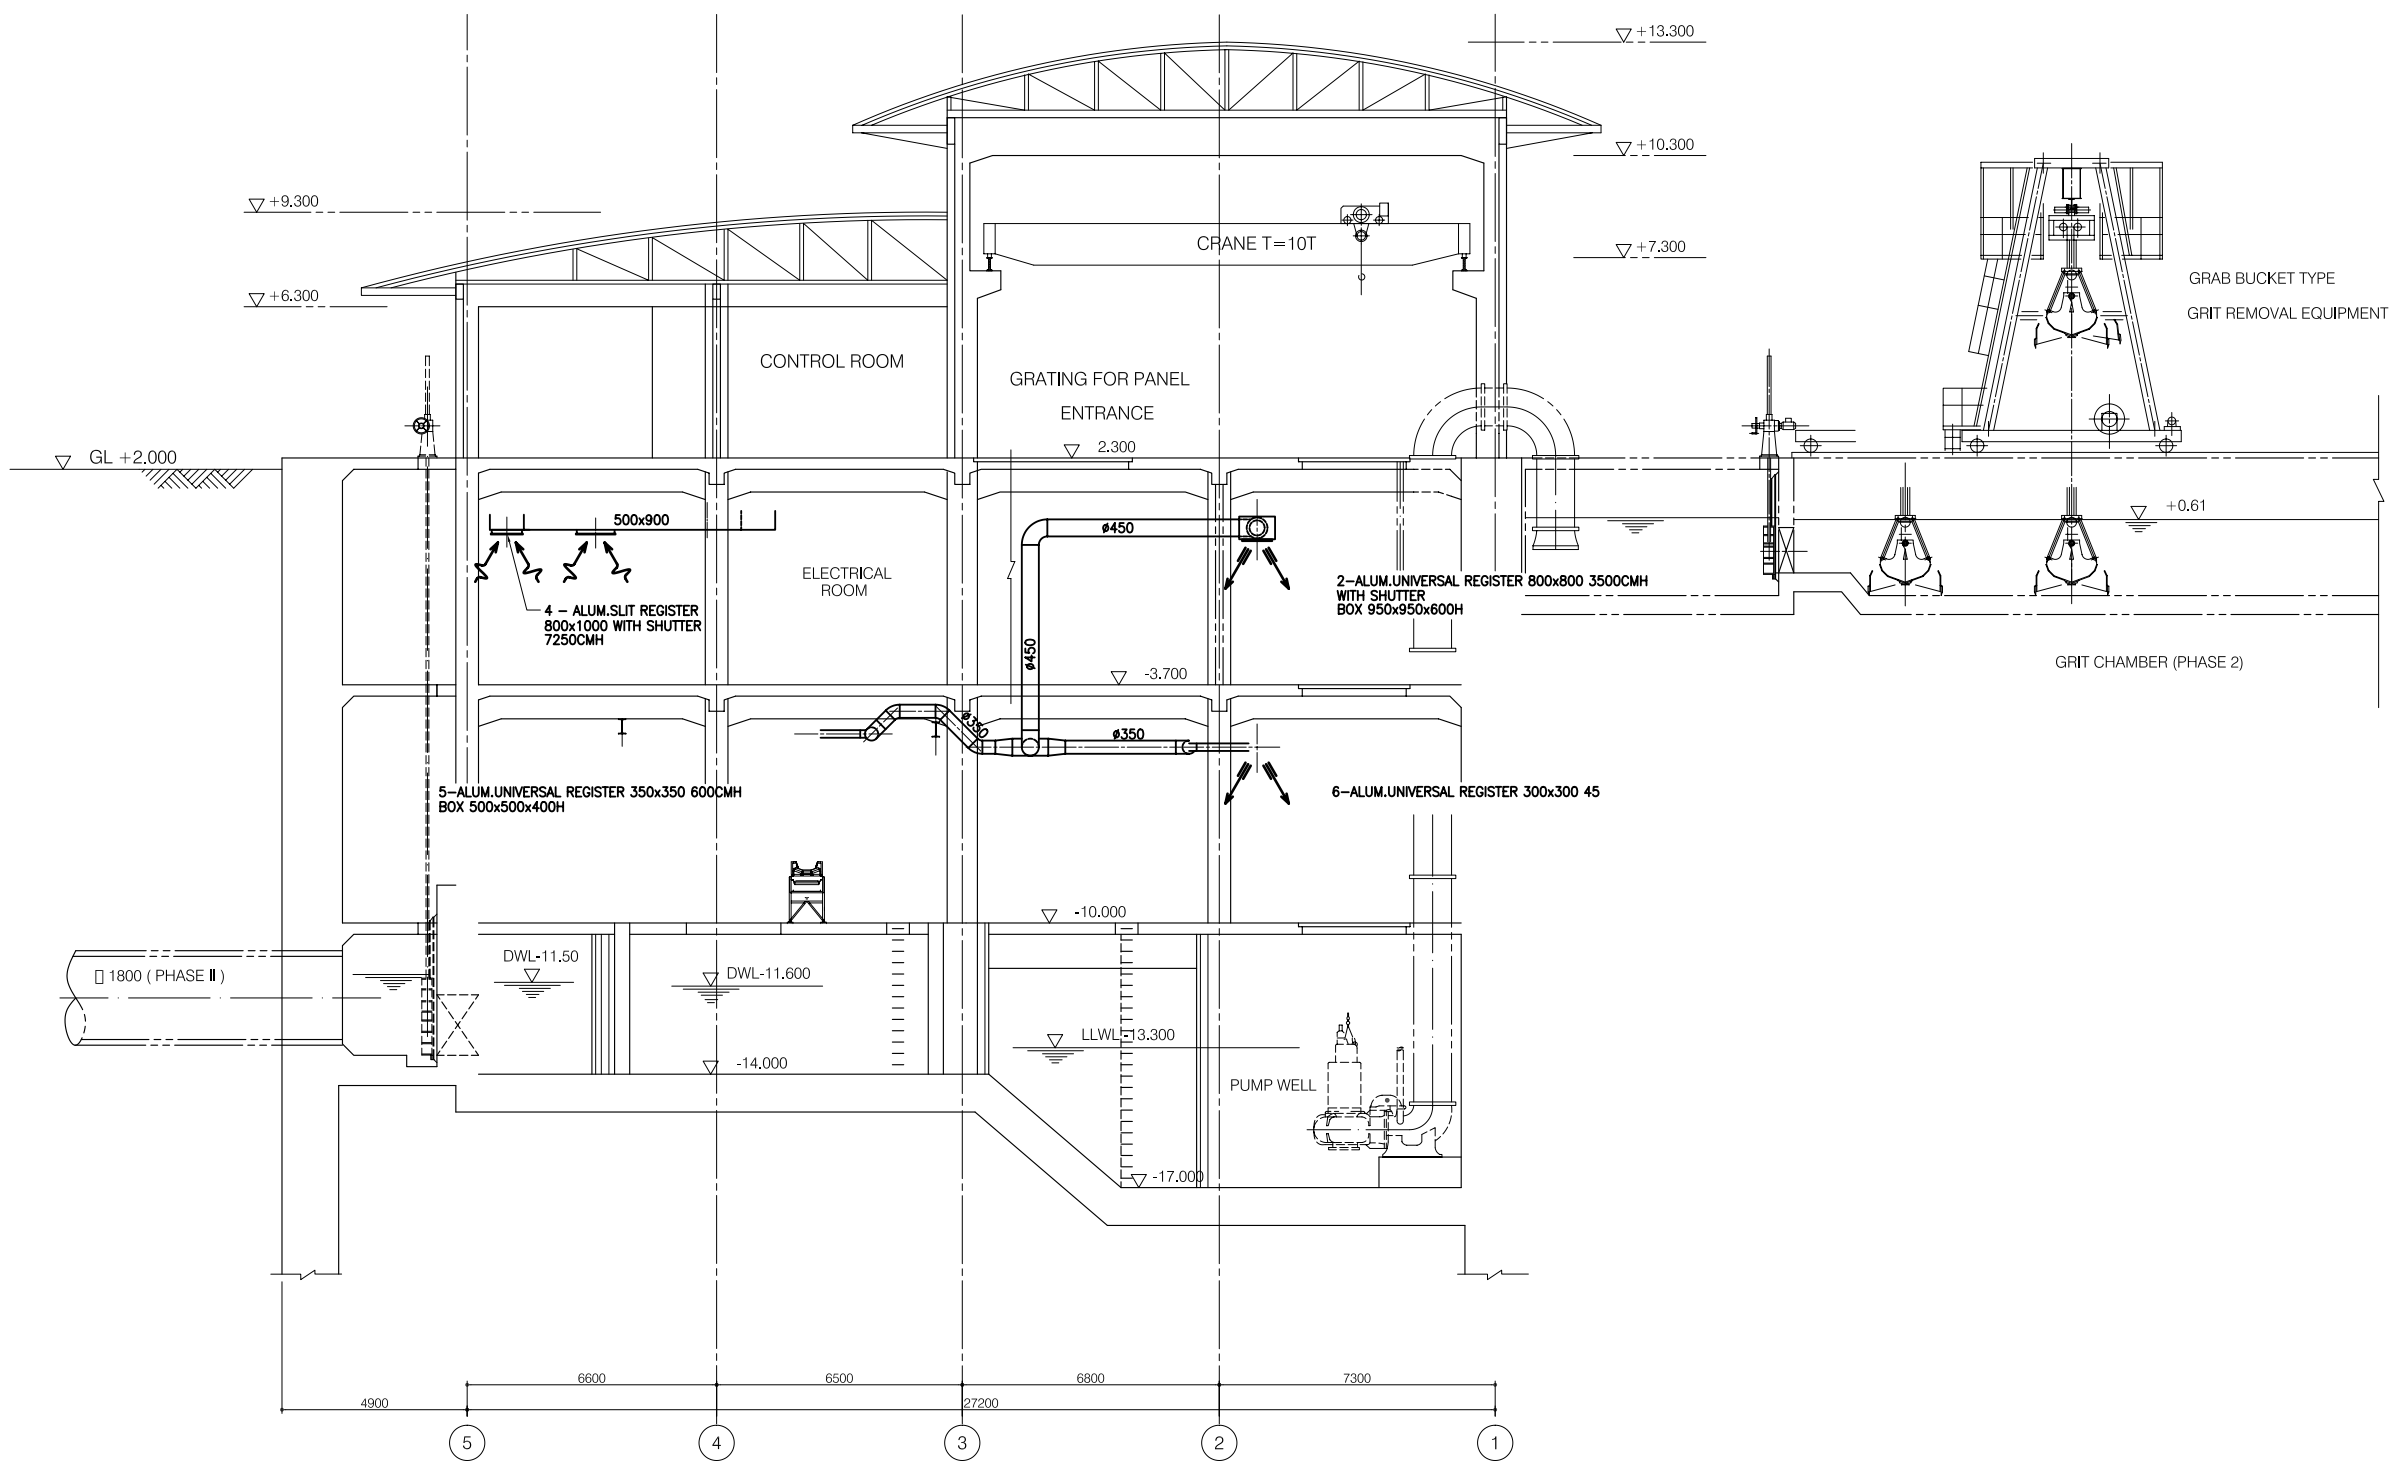 +13.300
+10.300
+9.300
CRANE T=10T
+7.300
GRAB BUCKET TYPE
GRIT REMOVAL EQUIPMENT
+6.300
CONTROL ROOM
GRATING FOR PANEL
ENTRANCE
GL +2.000
2.300
+0.61
500x900
ø450
ELECTRICAL
ROOM
2-ALUM.UNIVERSAL REGISTER 800x800 3500CMH
WITH SHUTTER
BOX 950x950x600H
4 - ALUM.SLIT REGISTER
800x1000 WITH SHUTTER
7250CMH
ø450
GRIT CHAMBER (PHASE 2)
-3.700
ø350
ø350
5-ALUM.UNIVERSAL REGISTER 350x350 600CMH
BOX 500x500x400H
6-ALUM.UNIVERSAL REGISTER 300x300 45
-10.000
DWL-11.50
DWL-11.600
1800 ( PHASE II )
LLWL-13.300
-14.000
PUMP WELL
-17.000
6600
6500
6800
7300
4900
27200
5
4
3
2
1